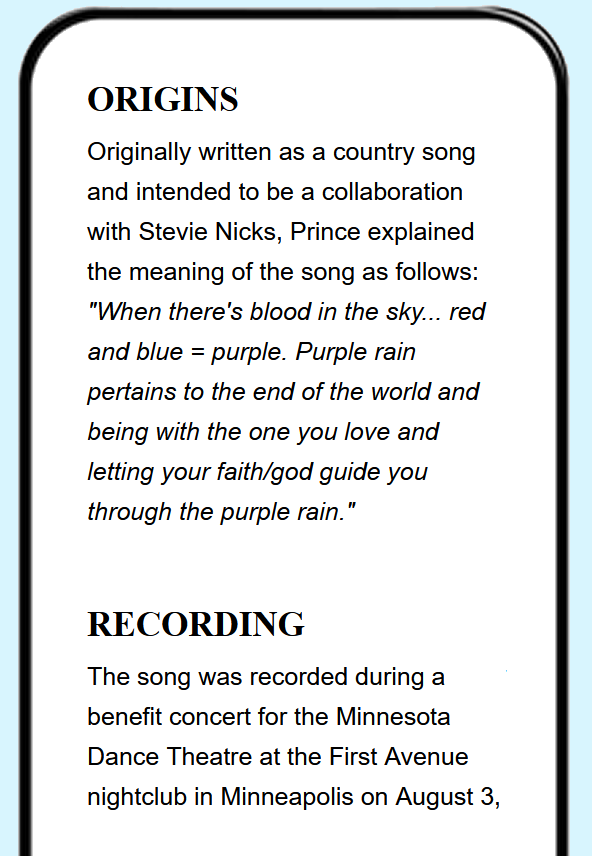 ORIGINS
Originally written as a country song
and intended to be a collaboration
with Stevie Nicks, Prince explained
the meaning of the song as follows:
"When there's blood in the sky... red
and blue = purple. Purple rain
pertains to the end of the world and
being with the one you love and
letting your faith/god guide you
through the purple rain."
RECORDING
The song was recorded during a
benefit concert for the Minnesota
Dance Theatre at the First Avenue
nightclub in Minneapolis on August 3,